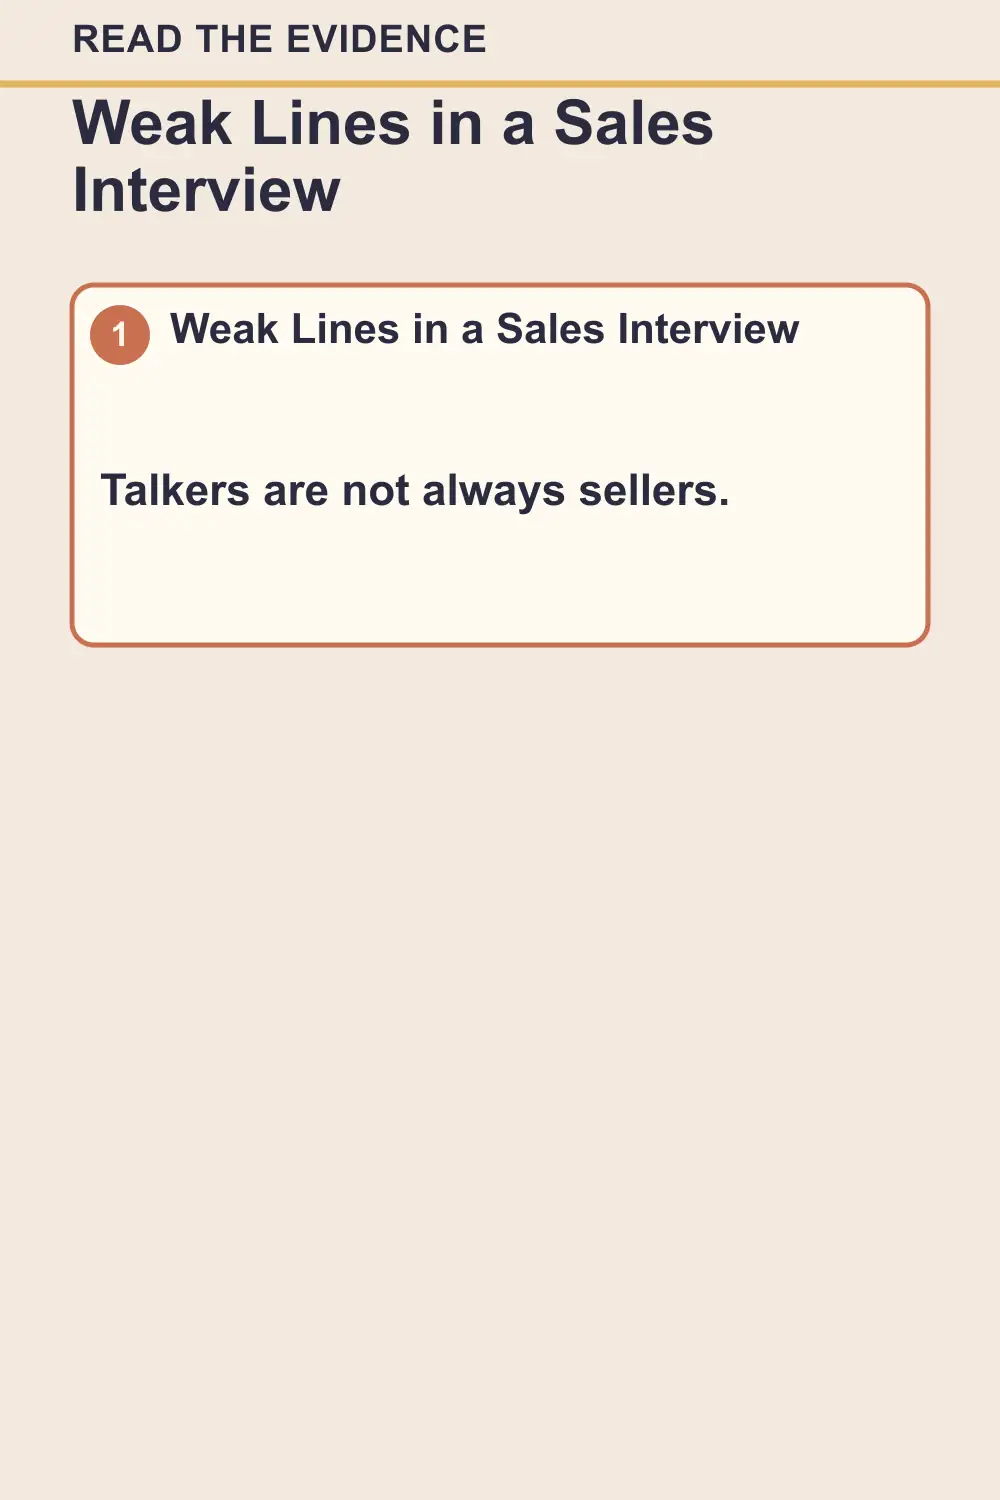 READ THE EVIDENCE
Weak Lines in a Sales
Interview
1 Weak Lines in a Sales Interview
Talkers are not always sellers.